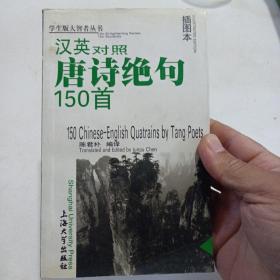 学生版大智者丛书
插图本
汉英对照
唐诗绝句
150首
150 Chinese-English Quatrains by Tang Poets
陈君朴 编译
Translated and Edited by Junpu Chen
Shanghai University Press
上海大学出版社